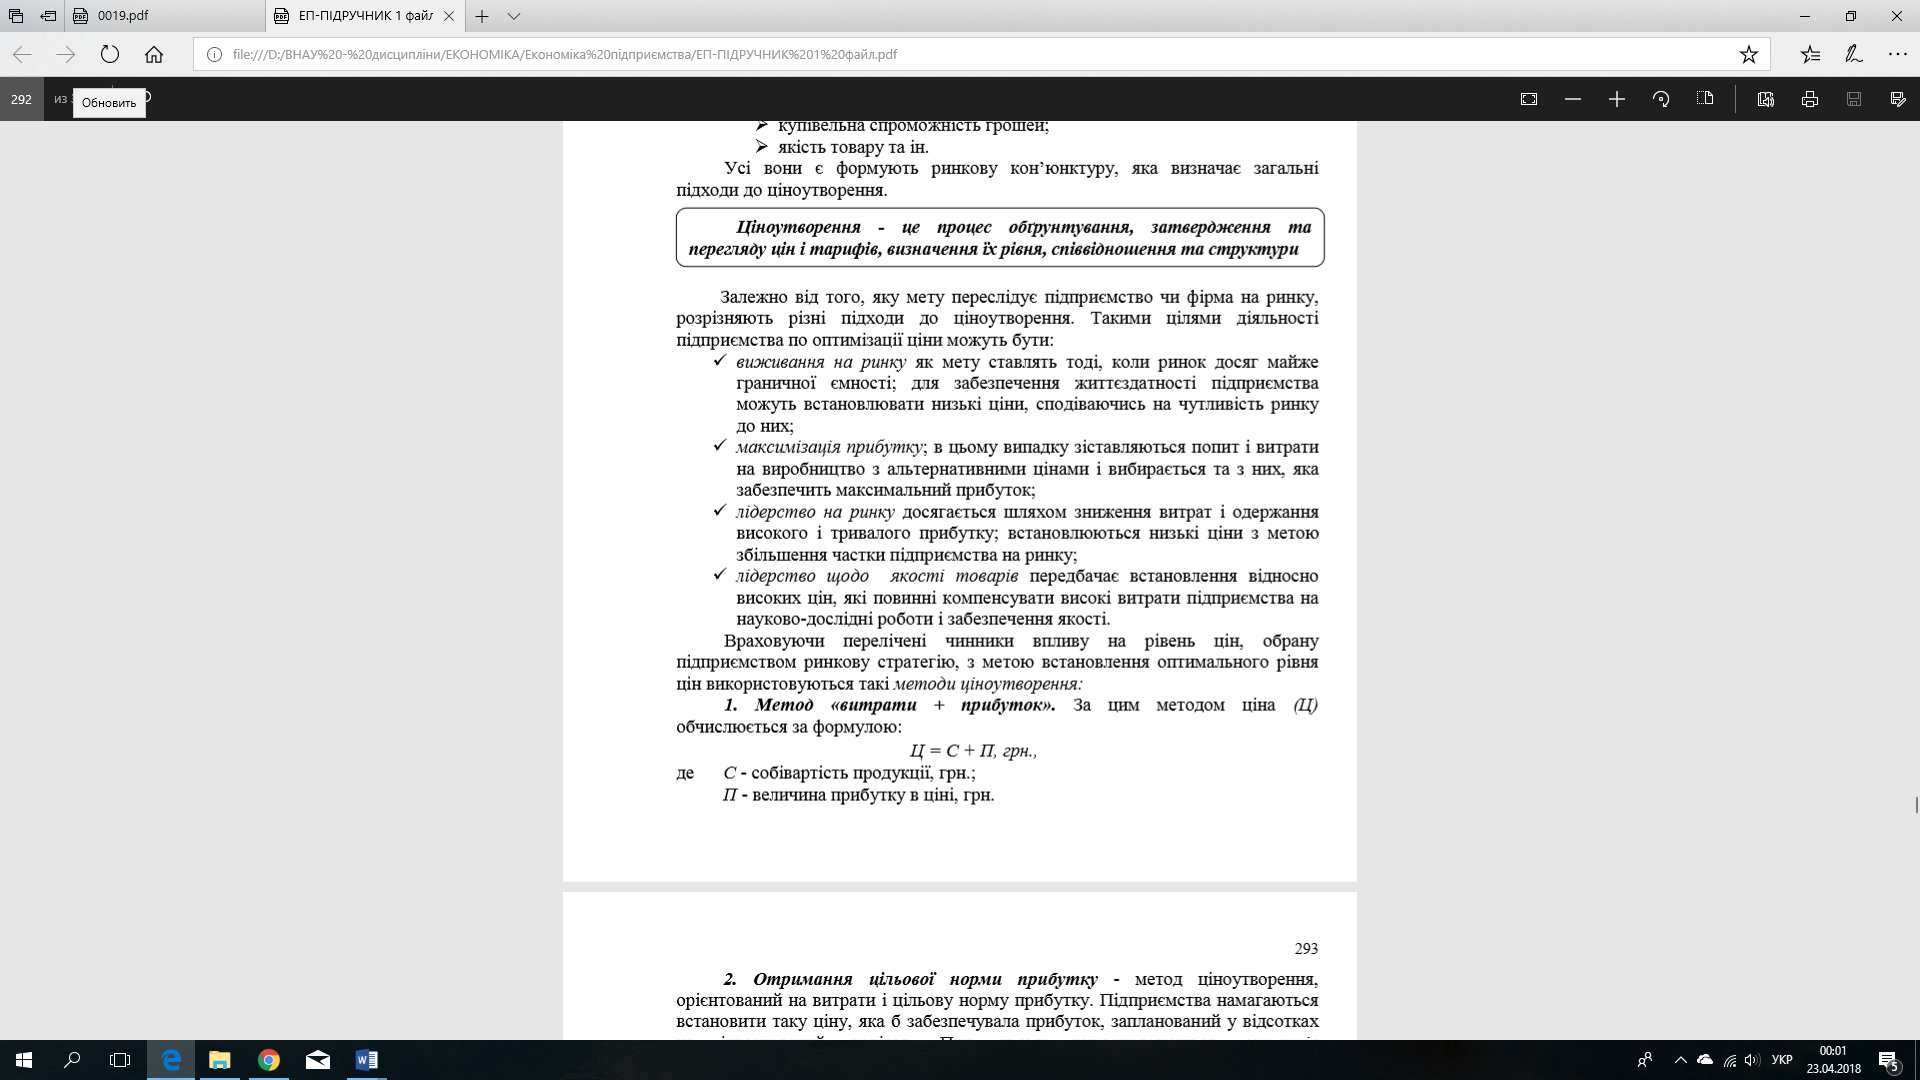 0019.pdf
ЕП-ПІДРУЧНИК 1 файл
file:///D:/ВНАУ%20-%20дисципліни/ЕКОНОМІКА/Економіка%20підприємства/ЕП-ПІДРУЧНИК%201%20файл.pdf
292 из
Обновить
купівельна спроможність грошей;
якість товару та ін.
Усі вони є формують ринкову кон’юнктуру, яка визначає загальні
підходи до ціноутворення.
Ціноутворення - це процес обґрунтування, затвердження та
перегляду цін і тарифів, визначення їх рівня, співвідношення та структури
Залежно від того, яку мету переслідує підприємство чи фірма на ринку,
розрізняють різні підходи до ціноутворення. Такими цілями діяльності
підприємства по оптимізації ціни можуть бути:
виживання на ринку як мету ставлять тоді, коли ринок досяг майже
граничної ємності; для забезпечення життєздатності підприємства
можуть встановлювати низькі ціни, сподіваючись на чутливість ринку
до них;
максимізація прибутку; в цьому випадку зіставляються попит і витрати
на виробництво з альтернативними цінами і вибирається та з них, яка
забезпечить максимальний прибуток;
лідерство на ринку досягається шляхом зниження витрат і одержання
високого і тривалого прибутку; встановлюються низькі ціни з метою
збільшення частки підприємства на ринку;
лідерство щодо якості товарів передбачає встановлення відносно
високих цін, які повинні компенсувати високі витрати підприємства на
науково-дослідні роботи і забезпечення якості.
Враховуючи перелічені чинники впливу на рівень цін, обрану
підприємством ринкову стратегію, з метою встановлення оптимального рівня
цін використовуються такі методи ціноутворення:
1. Метод «витрати + прибуток». За цим методом ціна (Ц)
обчислюється за формулою:
Ц = С + П, грн.,
де С - собівартість продукції, грн.;
П - величина прибутку в ціні, грн.
293
2. Отримання цільової норми прибутку - метод ціноутворення,
орієнтований на витрати і цільову норму прибутку. Підприємства намагаються
встановити таку ціну, яка б забезпечувала прибуток, запланований у відсотках
УКР
00:01
23.04.2018
5